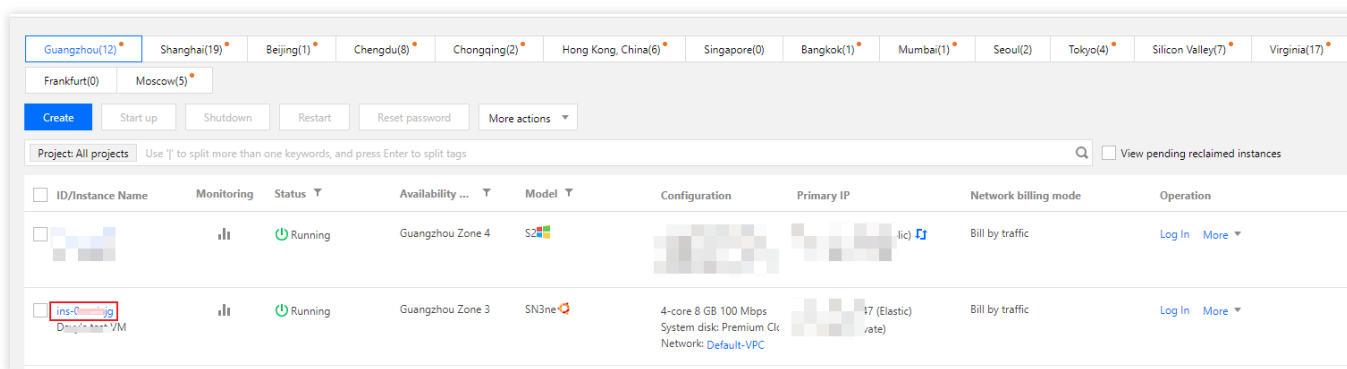 Guangzhou(12) Shanghai(19) Beijing(1) Chengdu(8) Chongqing(2) Hong Kong, China(6) Singapore(0) Bangkok(1) Mumbai(1) Seoul(2) Tokyo(4) Silicon Valley(7) Virginia(17)
Frankfurt(0) Moscow(5)
Create Start up Shutdown Restart Reset password More actions
Project: All projects Use '|' to split more than one keywords, and press Enter to split tags View pending reclaimed instances
ID/Instance Name Monitoring Status Availability ... Model Configuration Primary IP Network billing mode Operation
Running Guangzhou Zone 4 S2 Bill by traffic Log In More
Running Guangzhou Zone 3 SN3ne 4-core 8 GB 100 Mbps 47 (Elastic) Bill by traffic Log In More
test VM System disk: Premium Clo
Network: Default-VPC